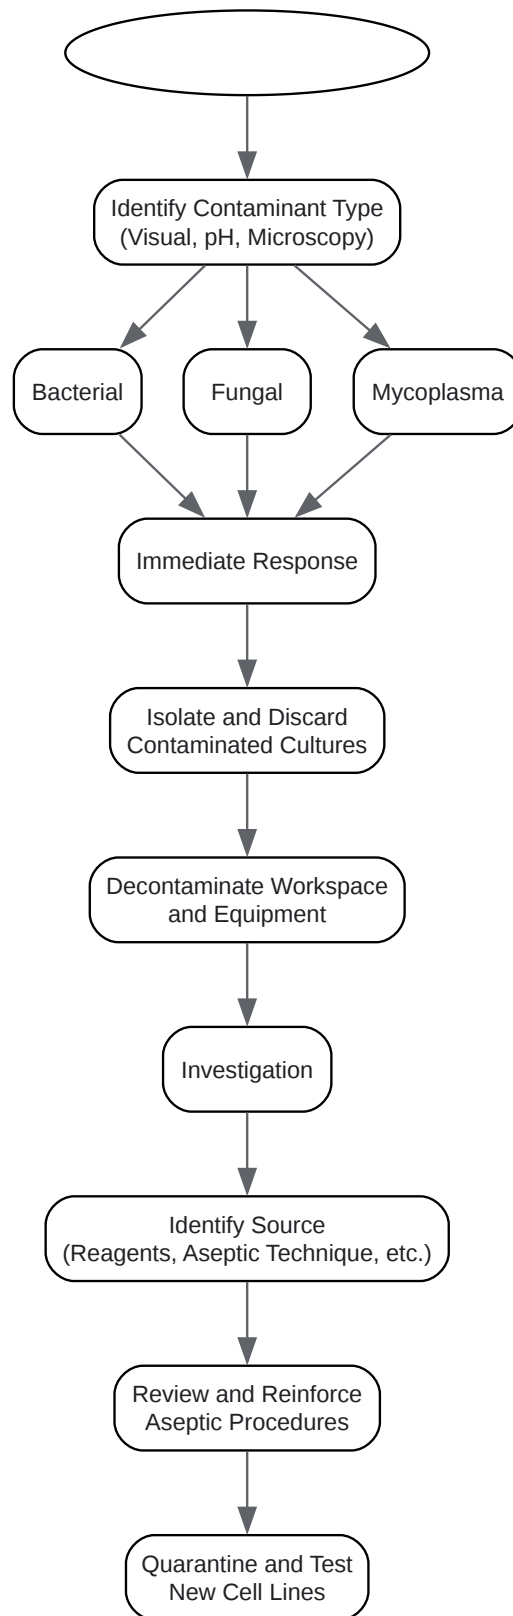 Identify Contaminant Type
(Visual, pH, Microscopy)
Bacterial
Fungal
Mycoplasma
Immediate Response
Isolate and Discard
Contaminated Cultures
Decontaminate Workspace
and Equipment
Investigation
Identify Source
(Reagents, Aseptic Technique, etc.)
Review and Reinforce
Aseptic Procedures
Quarantine and Test
New Cell Lines